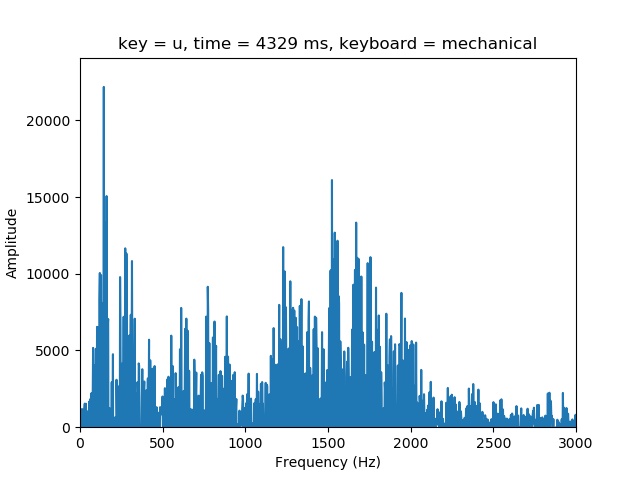 key = u, time = 4329 ms, keyboard = mechanical
20000
15000
10000
5000
0
Amplitude
0 500 1000 1500 2000 2500 3000
Frequency (Hz)